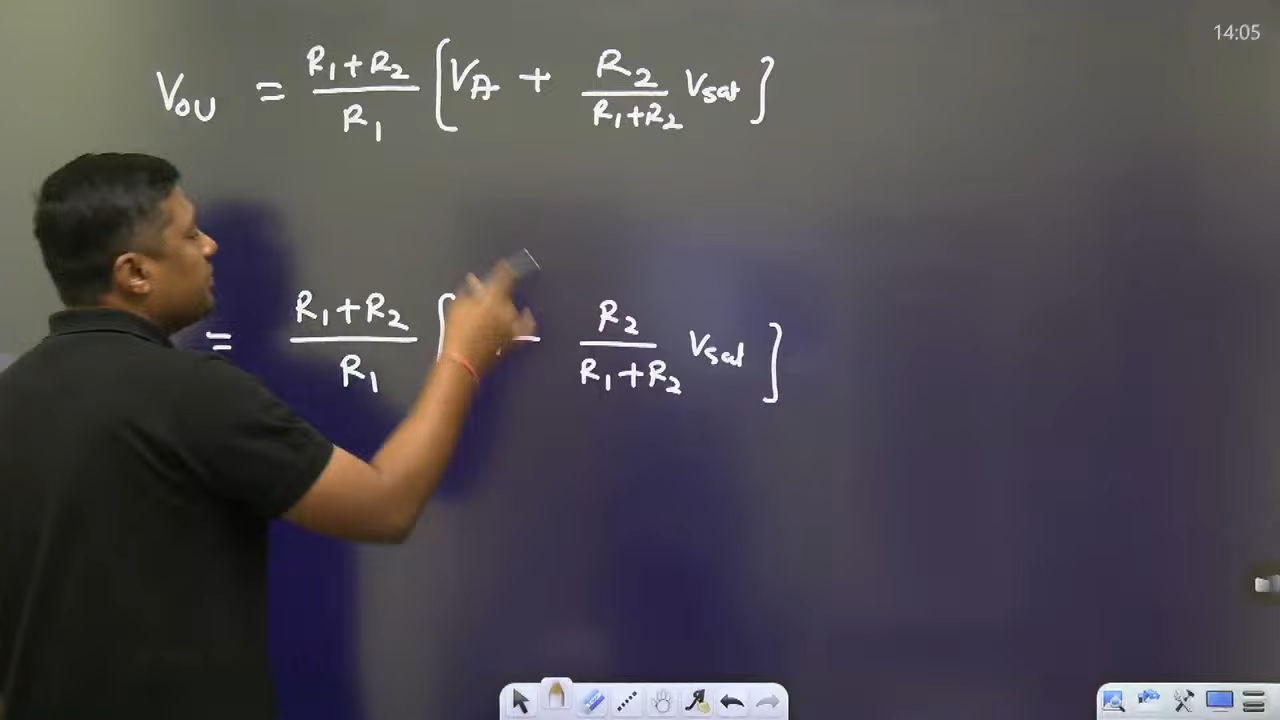 14:05
V_OU = (R_1+R_2)/R_1 [V_A + R_2/(R_1+R_2) V_sat]
= (R_1+R_2)/R_1 [ R_2/(R_1+R_2) V_sat]